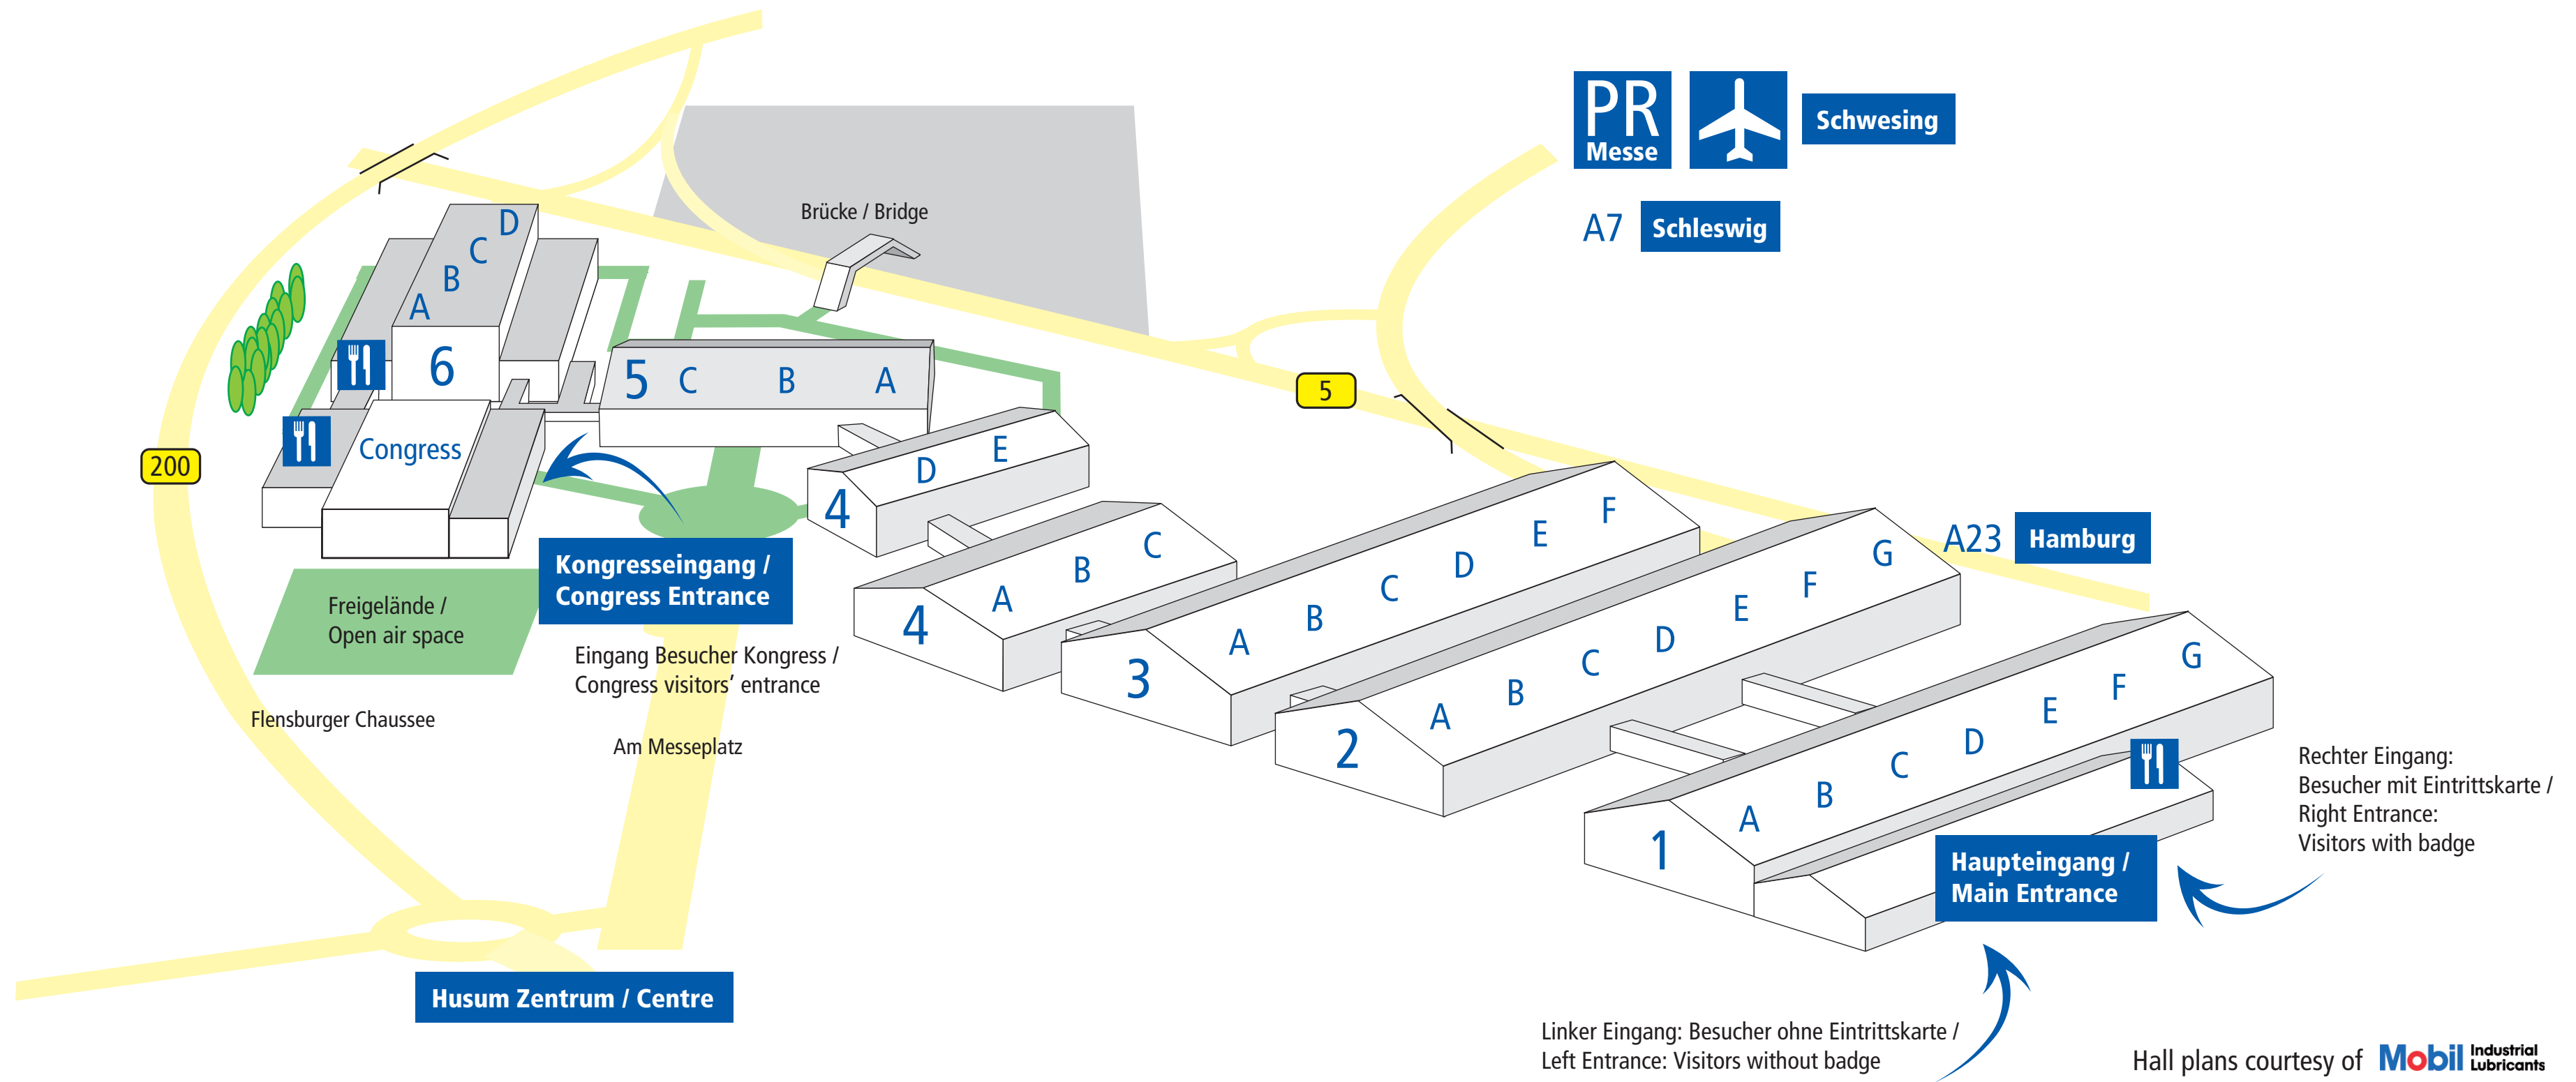 PR
Messe
Schwesing
A7
Schleswig
Brücke / Bridge
D
C
B
A
6
5 C B A
5
Congress
200
4 D E
4 A B C
3 A B C D E F
2 A B C D E F G
A23 Hamburg
1 A B C D E F G
Kongresseingang /
Congress Entrance
Freigelände /
Open air space
Eingang Besucher Kongress /
Congress visitors’ entrance
Flensburger Chaussee
Am Messeplatz
Rechter Eingang:
Besucher mit Eintrittskarte /
Right Entrance:
Visitors with badge
Haupteingang /
Main Entrance
Husum Zentrum / Centre
Linker Eingang: Besucher ohne Eintrittskarte /
Left Entrance: Visitors without badge
Hall plans courtesy of Mobil Industrial
Lubricants